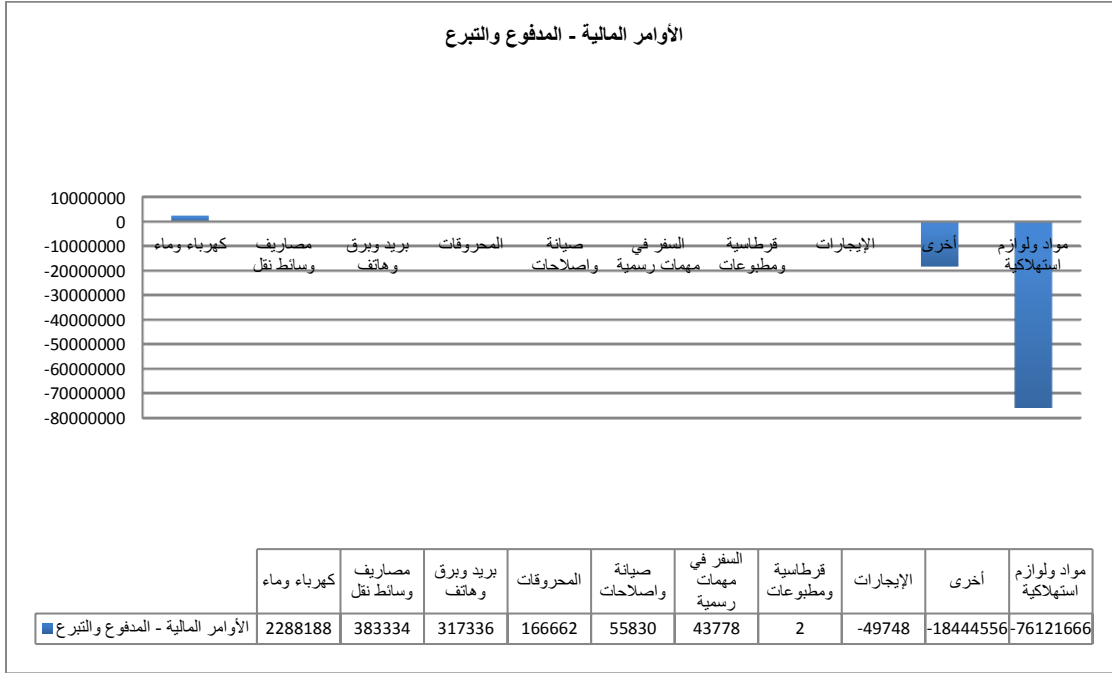 الأوامر المالية - المدفوع والتبرع
10000000
0
-10000000
-20000000
-30000000
-40000000
-50000000
-60000000
-70000000
-80000000
كهرباء وماء
مصاريف
وسائط نقل
بريد وبرق
وهاتف
المحروقات
صيانة
واصلاحات
السفر في
مهمات رسمية
قرطاسية
ومطبوعات
الإيجارات
أخرى
مواد ولوازم
استهلاكية
كهرباء وماء
مصاريف
وسائط نقل
بريد وبرق
وهاتف
المحروقات
صيانة
واصلاحات
السفر في
مهمات
رسمية
قرطاسية
ومطبوعات
الإيجارات
أخرى
مواد ولوازم
استهلاكية
الأوامر المالية - المدفوع والتبرع 2288188 383334 317336 166662 55830 43778 2 -49748 -18444556 -76121666